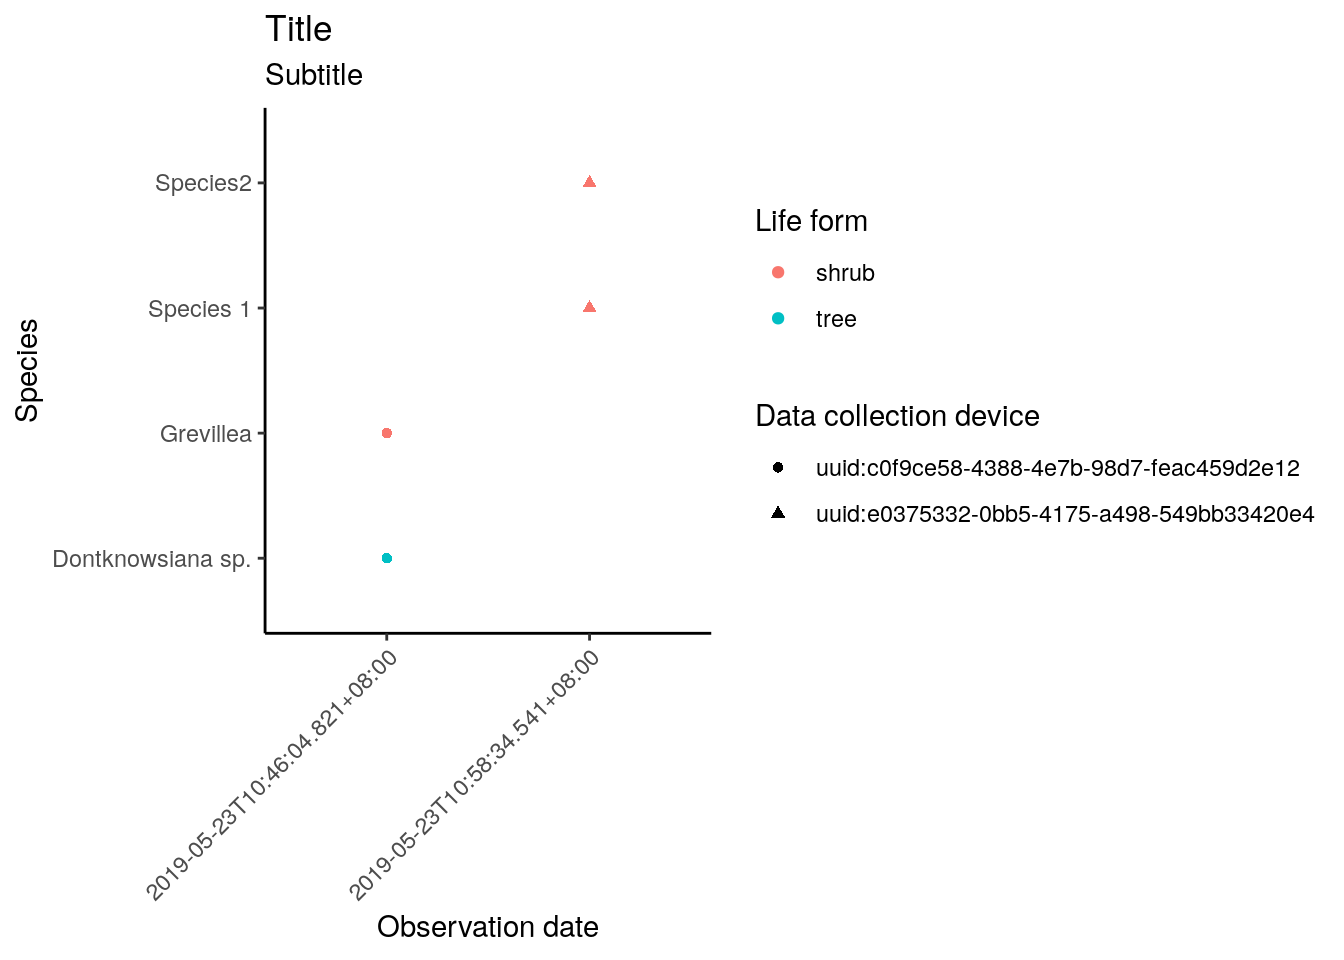 Title
Subtitle
Species2
Species 1
Grevillea
Dontknowsiana sp.
Species
2019-05-23T10:46:04.821+08:00
2019-05-23T10:58:34.541+08:00
Observation date
Life form
shrub
tree
Data collection device
uuid:c0f9ce58-4388-4e7b-98d7-feac459d2e12
uuid:e0375332-0bb5-4175-a498-549bb33420e4